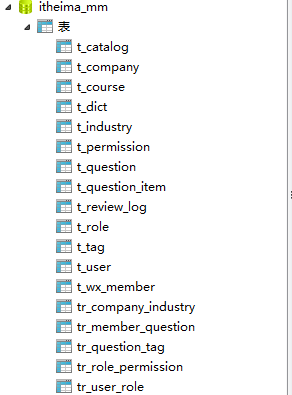 itheima_mm
表
t_catalog
t_company
t_course
t_dict
t_industry
t_permission
t_question
t_question_item
t_review_log
t_role
t_tag
t_user
t_wx_member
tr_company_industry
tr_member_question
tr_question_tag
tr_role_permission
tr_user_role